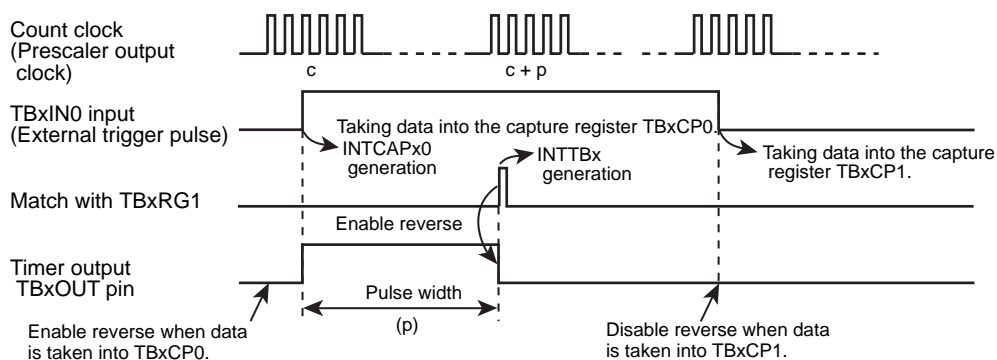 Count clock
(Prescaler output
clock)
c
c + p
TBxIN0 input
(External trigger pulse)
Taking data into the capture register TBxCP0.
INTCAPx0
generation
INTTBx
generation
Taking data into the capture
register TBxCP1.
Match with TBxRG1
Enable reverse
Timer output
TBxOUT pin
Pulse width
(p)
Enable reverse when data
is taken into TBxCP0.
Disable reverse when data
is taken into TBxCP1.